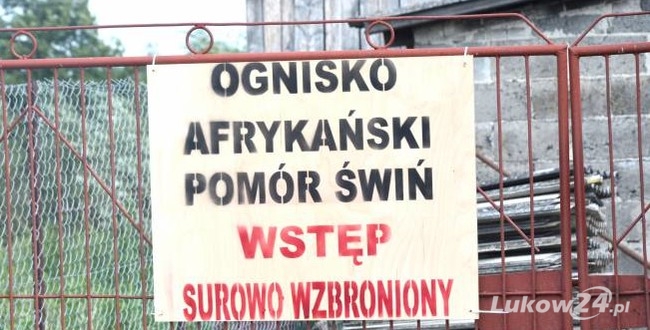 OGNISKO
AFRYKAŃSKI
POMÓR ŚWIŃ
WSTĘP
SUROWO WZBRONIONY
Lukow24.pl